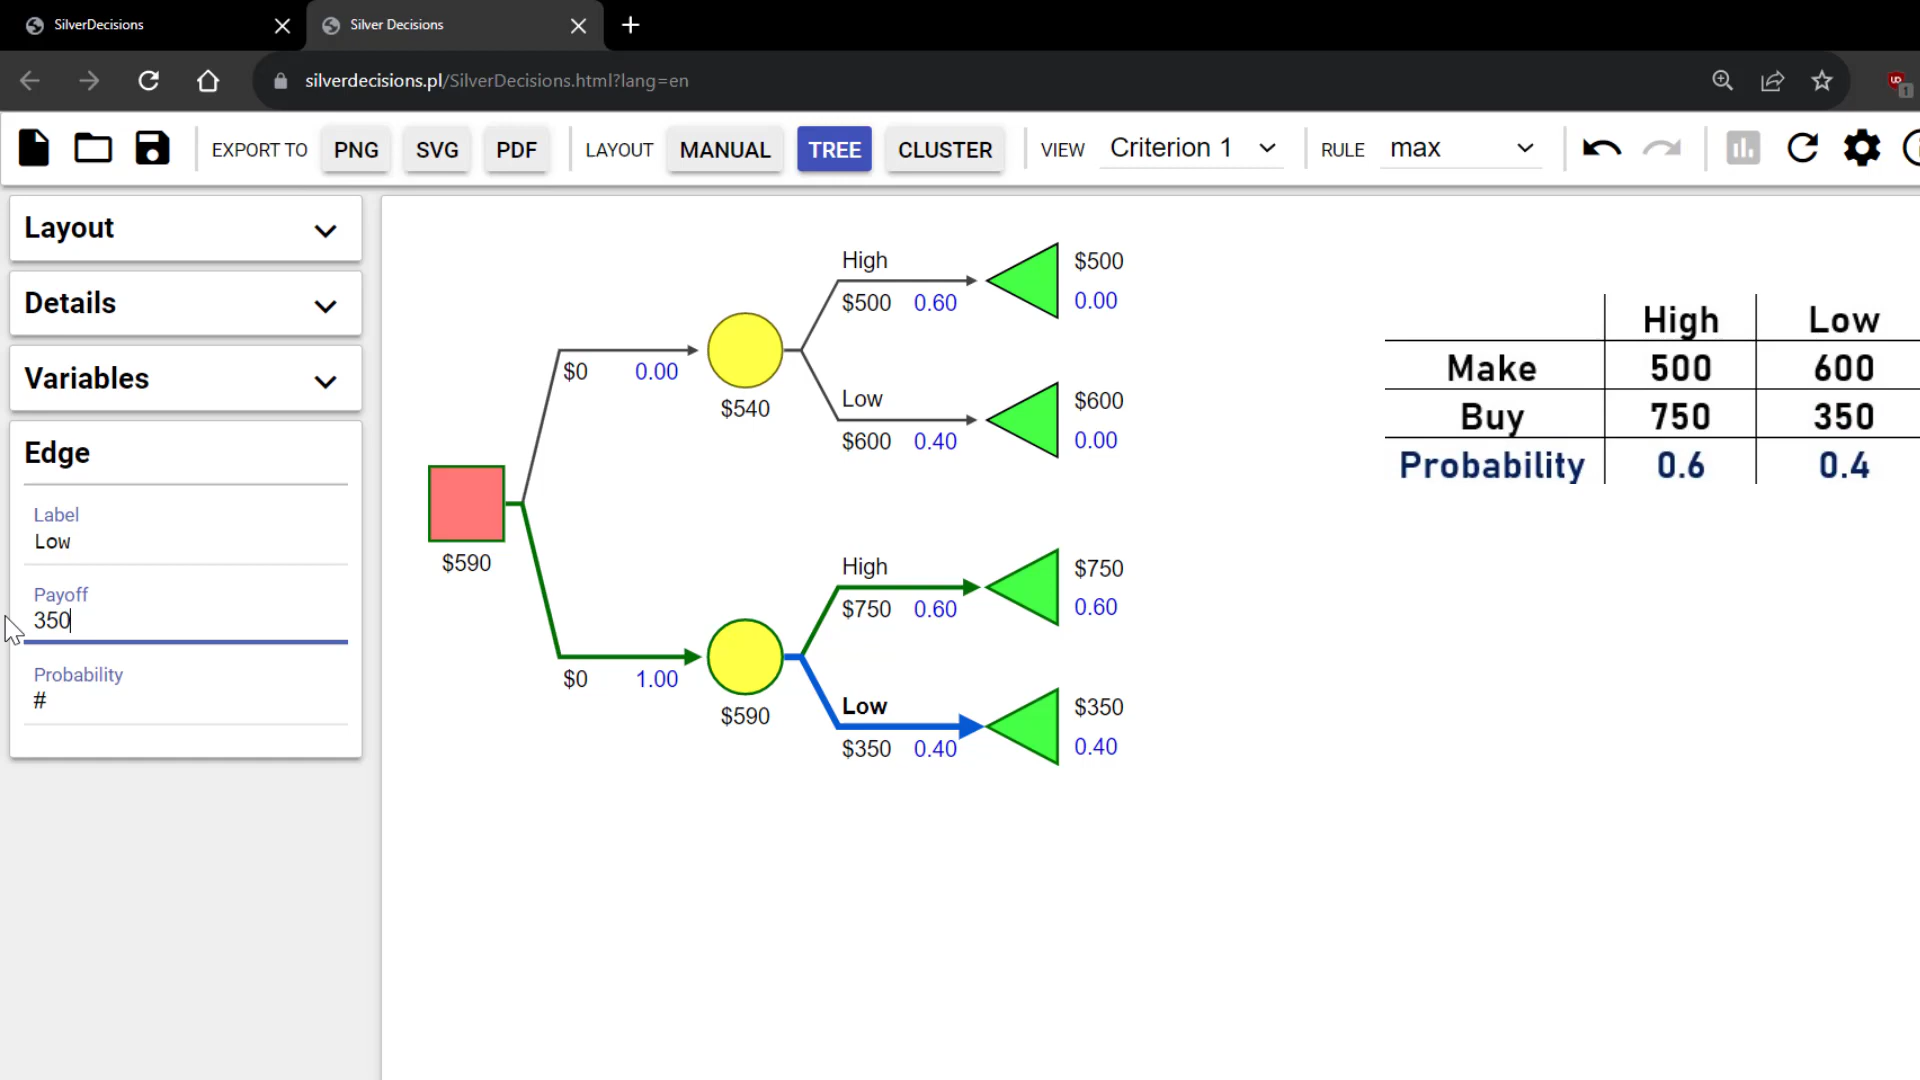 SilverDecisions
Silver Decisions
silverdecisions.pl/SilverDecisions.html?lang=en
EXPORT TO PNG SVG PDF LAYOUT MANUAL TREE CLUSTER VIEW Criterion 1 RULE max
Layout
Details
Variables
Edge
Label
Low
Payoff
350
Probability
#
High
$500 0.60
$500
0.00
$0 0.00
$540
Low
$600 0.40
$600
0.00
$590
High
$750 0.60
$750
0.60
$0 1.00
$590
Low
$350 0.40
$350
0.40
High Low
Make 500 600
Buy 750 350
Probability 0.6 0.4